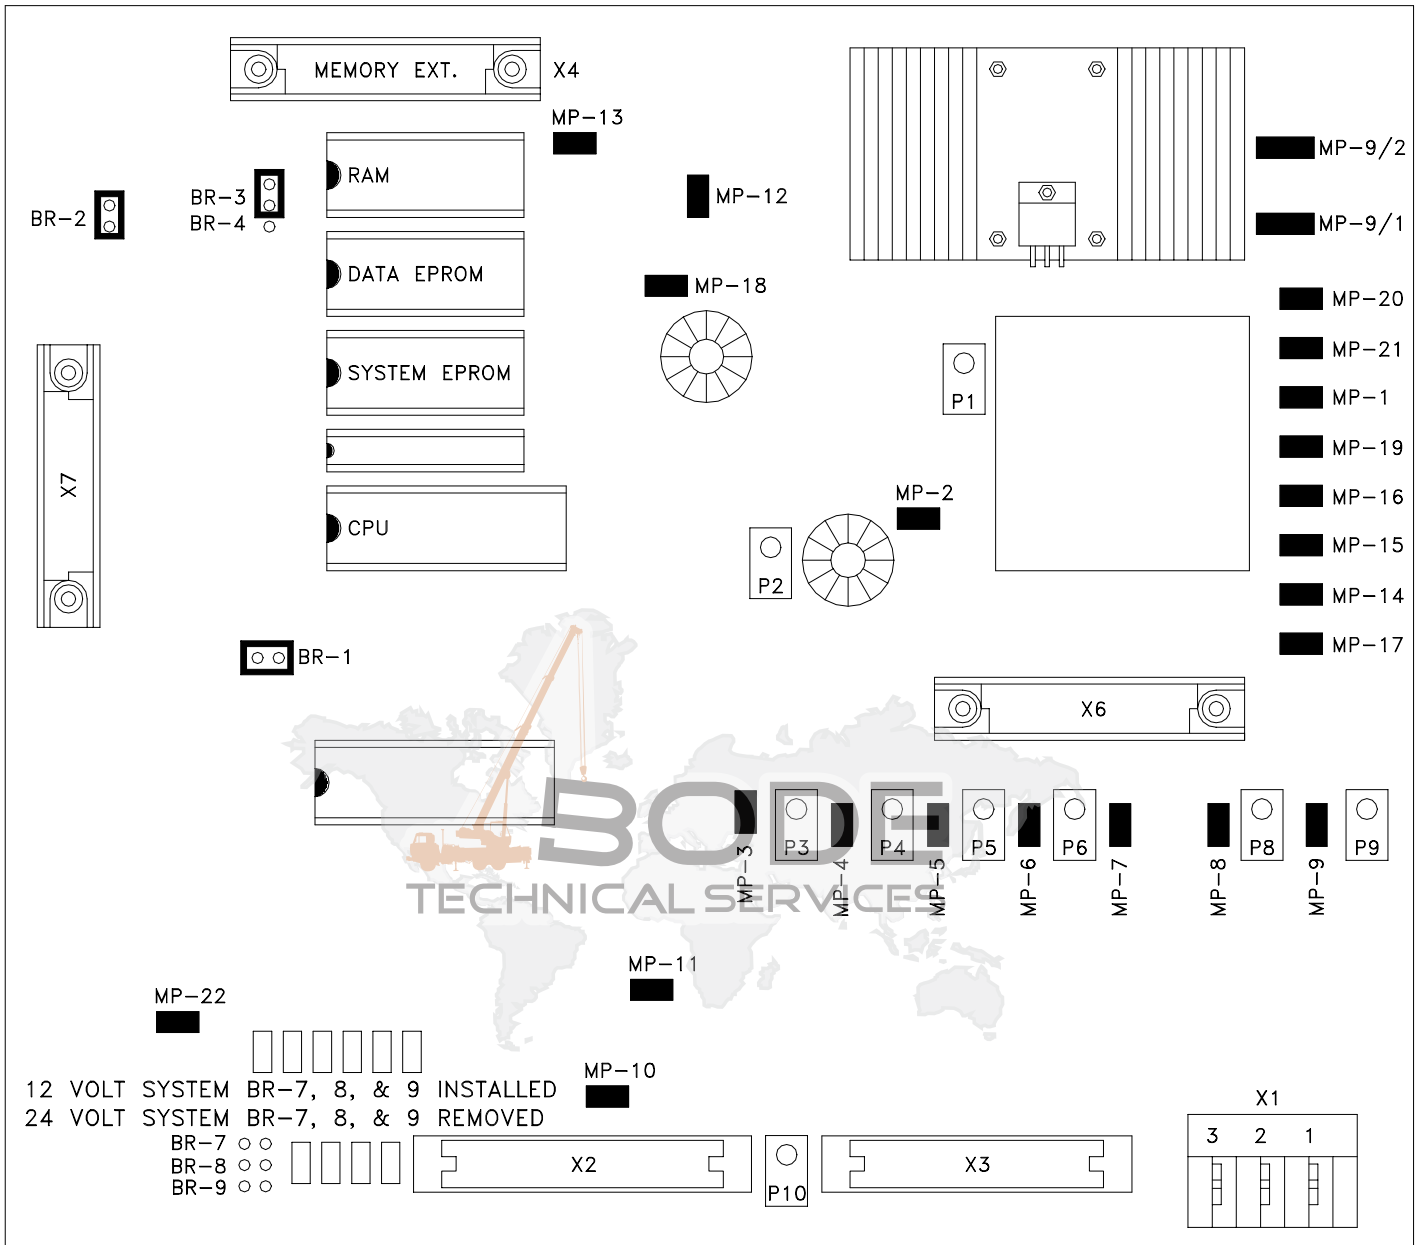 MEMORY EXT.
X4
MP-13
RAM
MP-9/2
BR-3
MP-12
BR-2
BR-4
MP-9/1
DATA EPROM
MP-18
MP-20
MP-21
SYSTEM EPROM
P1
MP-1
MP-19
X7
MP-2
MP-16
CPU
MP-15
P2
MP-14
MP-17
BR-1
X6
BODE
TECHNICAL SERVICES
P3
P4
P5
P6
P8
P9
MP-3
MP-4
MP-5
MP-6
MP-7
MP-8
MP-9
MP-11
MP-22
MP-10
12 VOLT SYSTEM BR-7, 8, & 9 INSTALLED
24 VOLT SYSTEM BR-7, 8, & 9 REMOVED
X1
3 2 1
BR-7
BR-8
BR-9
X2
P10
X3